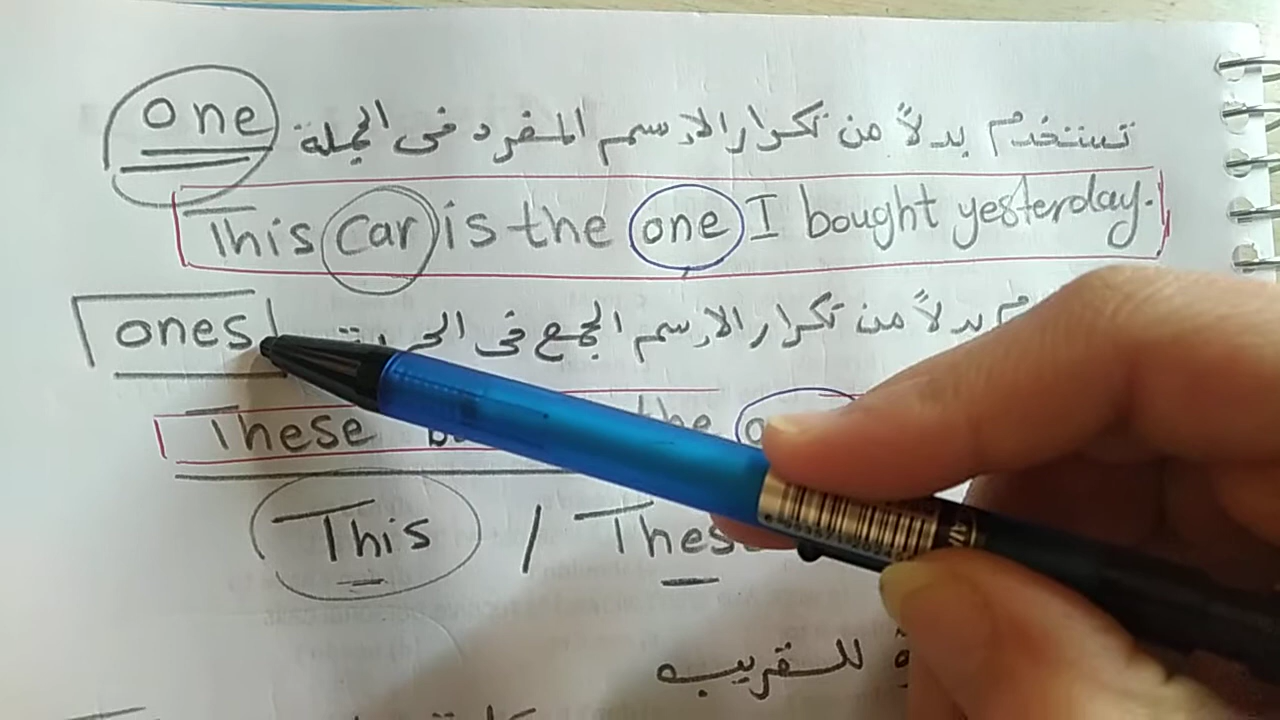 one تستخدم بدلاً من تكرار الاسم المفرد فى الجملة
This car is the one I bought yesterday.
ones بدلاً من تكرار الاسم الجمع فى
These
This / These
للقريب